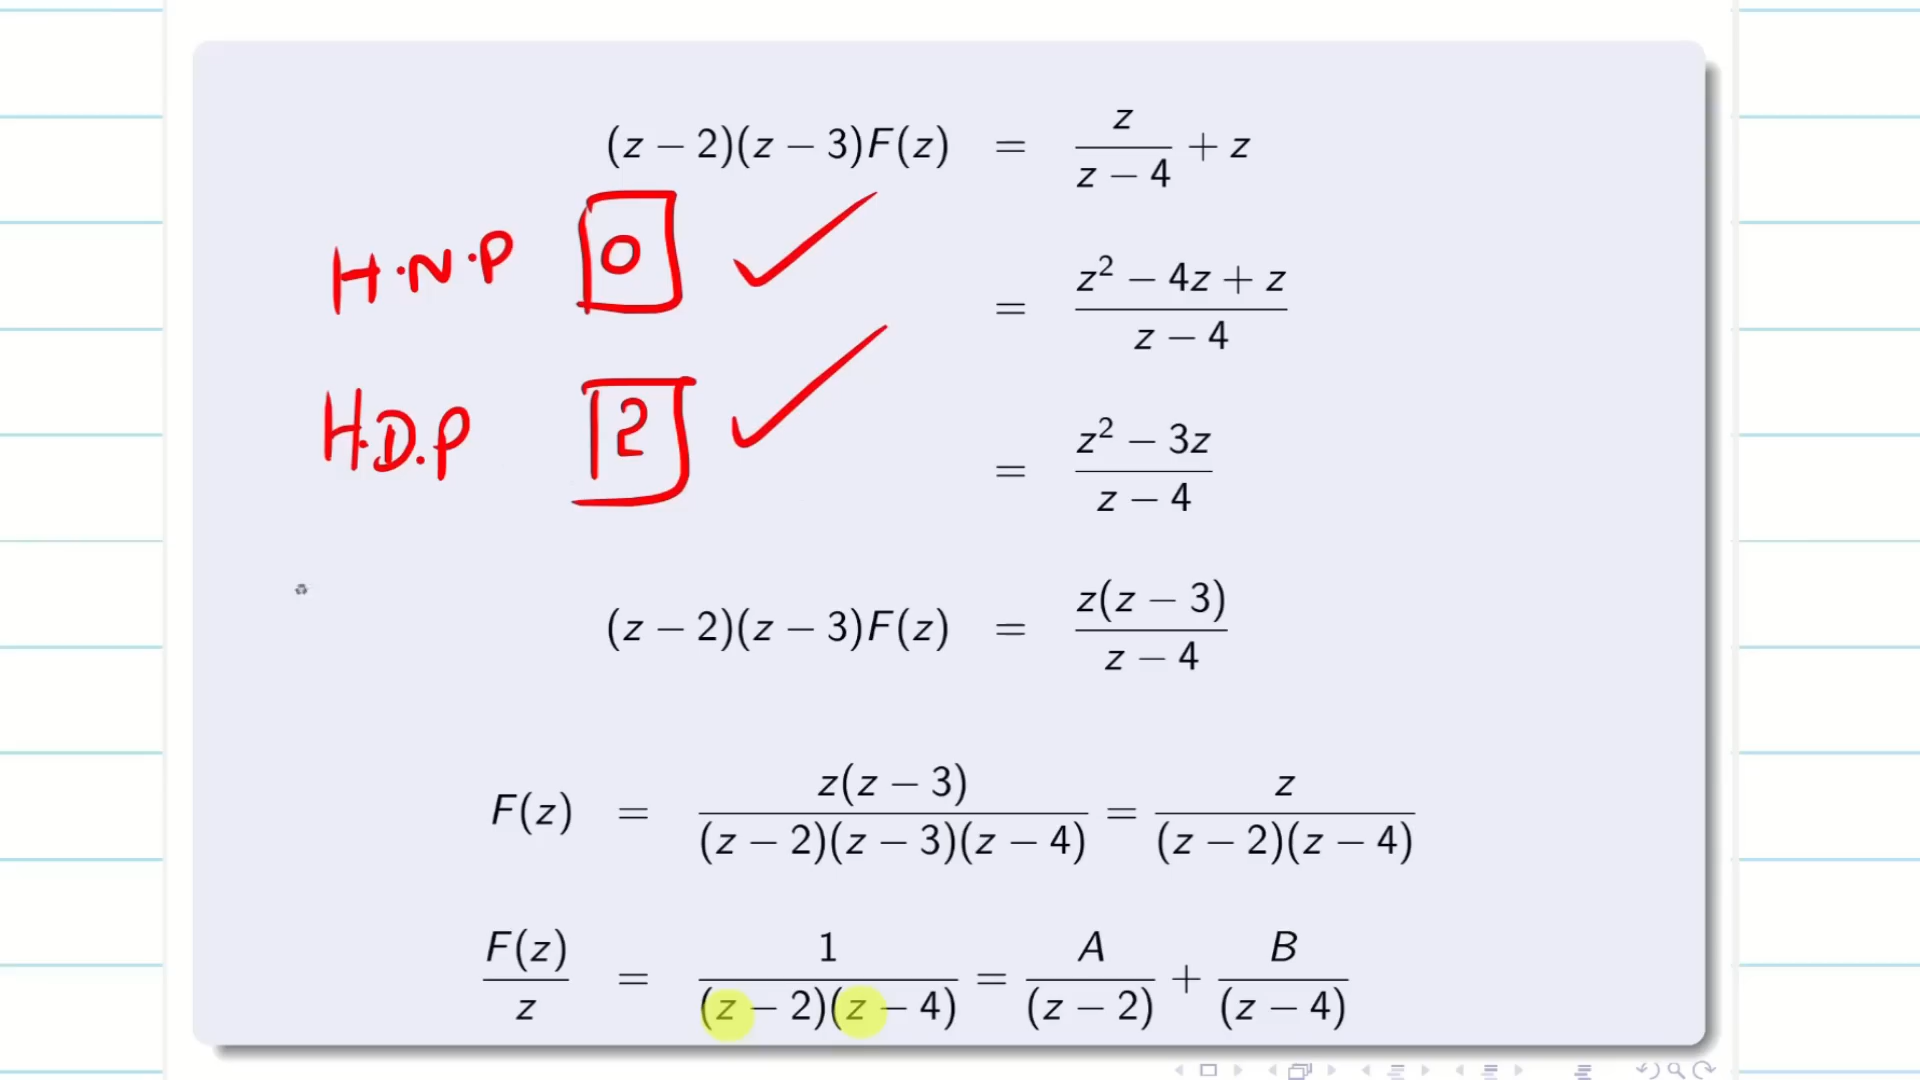 (z − 2)(z − 3)F(z) = z/(z − 4) + z
H.N.P 0
= (z² − 4z + z)/(z − 4)
H.D.P 2
= (z² − 3z)/(z − 4)
(z − 2)(z − 3)F(z) = z(z − 3)/(z − 4)
F(z) = z(z − 3)/((z − 2)(z − 3)(z − 4)) = z/((z − 2)(z − 4))
F(z)/z = 1/((z − 2)(z − 4)) = A/(z − 2) + B/(z − 4)